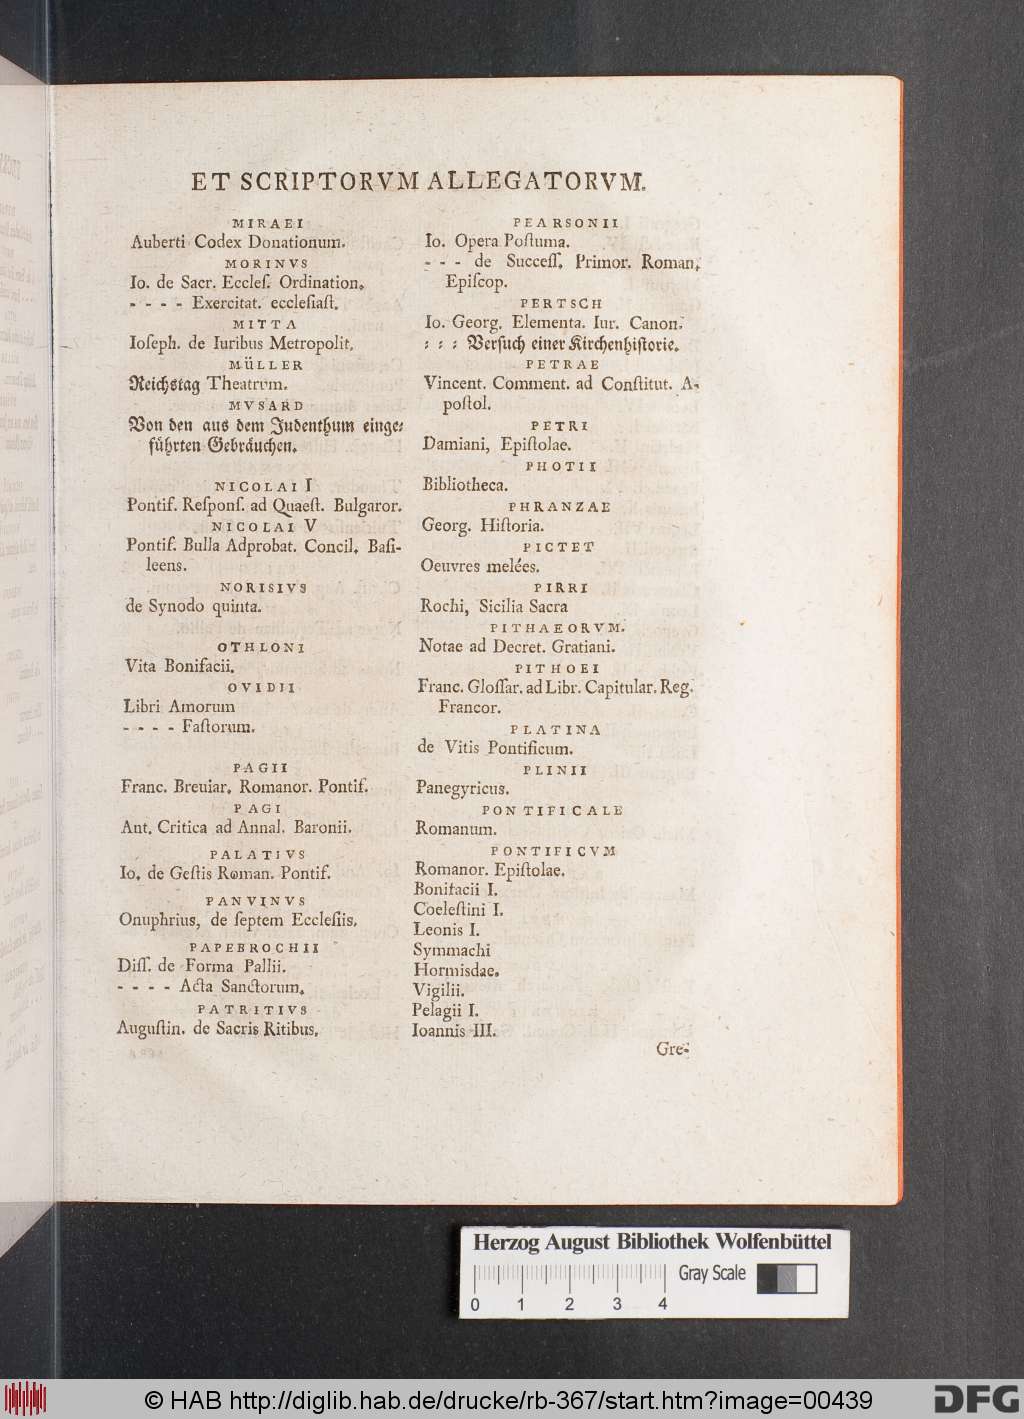 ET SCRIPTORVM ALLEGATORVM.
MIRAEI
Auberti Codex Donationum.
MORINVS
Io. de Sacr. Eccleſ. Ordination.
- - - - Exercitat. eccleſiaſt.
MITTA
Ioſeph. de Iuribus Metropolit.
MÜLLER
Reichstag Theatrum.
MVSARD
Von den aus dem Judenthum einge⸗
führten Gebräuchen.
NICOLAI I
Pontif. Reſponſ. ad Quaeſt. Bulgaror.
NICOLAI V
Pontif. Bulla Adprobat. Concil. Baſi-
leens.
NORISIVS
de Synodo quinta.
OTHLONI
Vita Bonifacii.
OVIDII
Libri Amorum
- - - - Faſtorum.
PAGII
Franc. Breuiar. Romanor. Pontif.
PAGI
Ant. Critica ad Annal. Baronii.
PALATIVS
Io. de Geſtis Roman. Pontif.
PANVINVS
Onuphrius, de ſeptem Eccleſiis.
PAPEBROCHII
Diſſ. de Forma Pallii.
- - - - Acta Sanctorum.
PATRITIVS
Auguſtin. de Sacris Ritibus.
PEARSONII
Io. Opera Poſtuma.
- - - de Succeſſ. Primor. Roman.
Epiſcop.
PERTSCH
Io. Georg. Elementa. Iur. Canon.
⸗ ⸗ ⸗ Verſuch einer Kirchenhiſtorie.
PETRAE
Vincent. Comment. ad Conſtitut. A-
poſtol.
PETRI
Damiani, Epiſtolae.
PHOTII
Bibliotheca.
PHRANZAE
Georg. Hiſtoria.
PICTET
Oeuvres melées.
PIRRI
Rochi, Sicilia Sacra
PITHAEORVM.
Notae ad Decret. Gratiani.
PITHOEI
Franc. Gloſſar. ad Libr. Capitular. Reg.
Francor.
PLATINA
de Vitis Pontificum.
PLINII
Panegyricus.
PONTIFICALE
Romanum.
PONTIFICVM
Romanor. Epiſtolae.
Bonifacii I.
Coeleſtini I.
Leonis I.
Symmachi
Hormisdae.
Vigilii.
Pelagii I.
Ioannis III.
Gre-
Herzog August Bibliothek Wolfenbüttel
Gray Scale
0 1 2 3 4
© HAB http://diglib.hab.de/drucke/rb-367/start.htm?image=00439
DFG